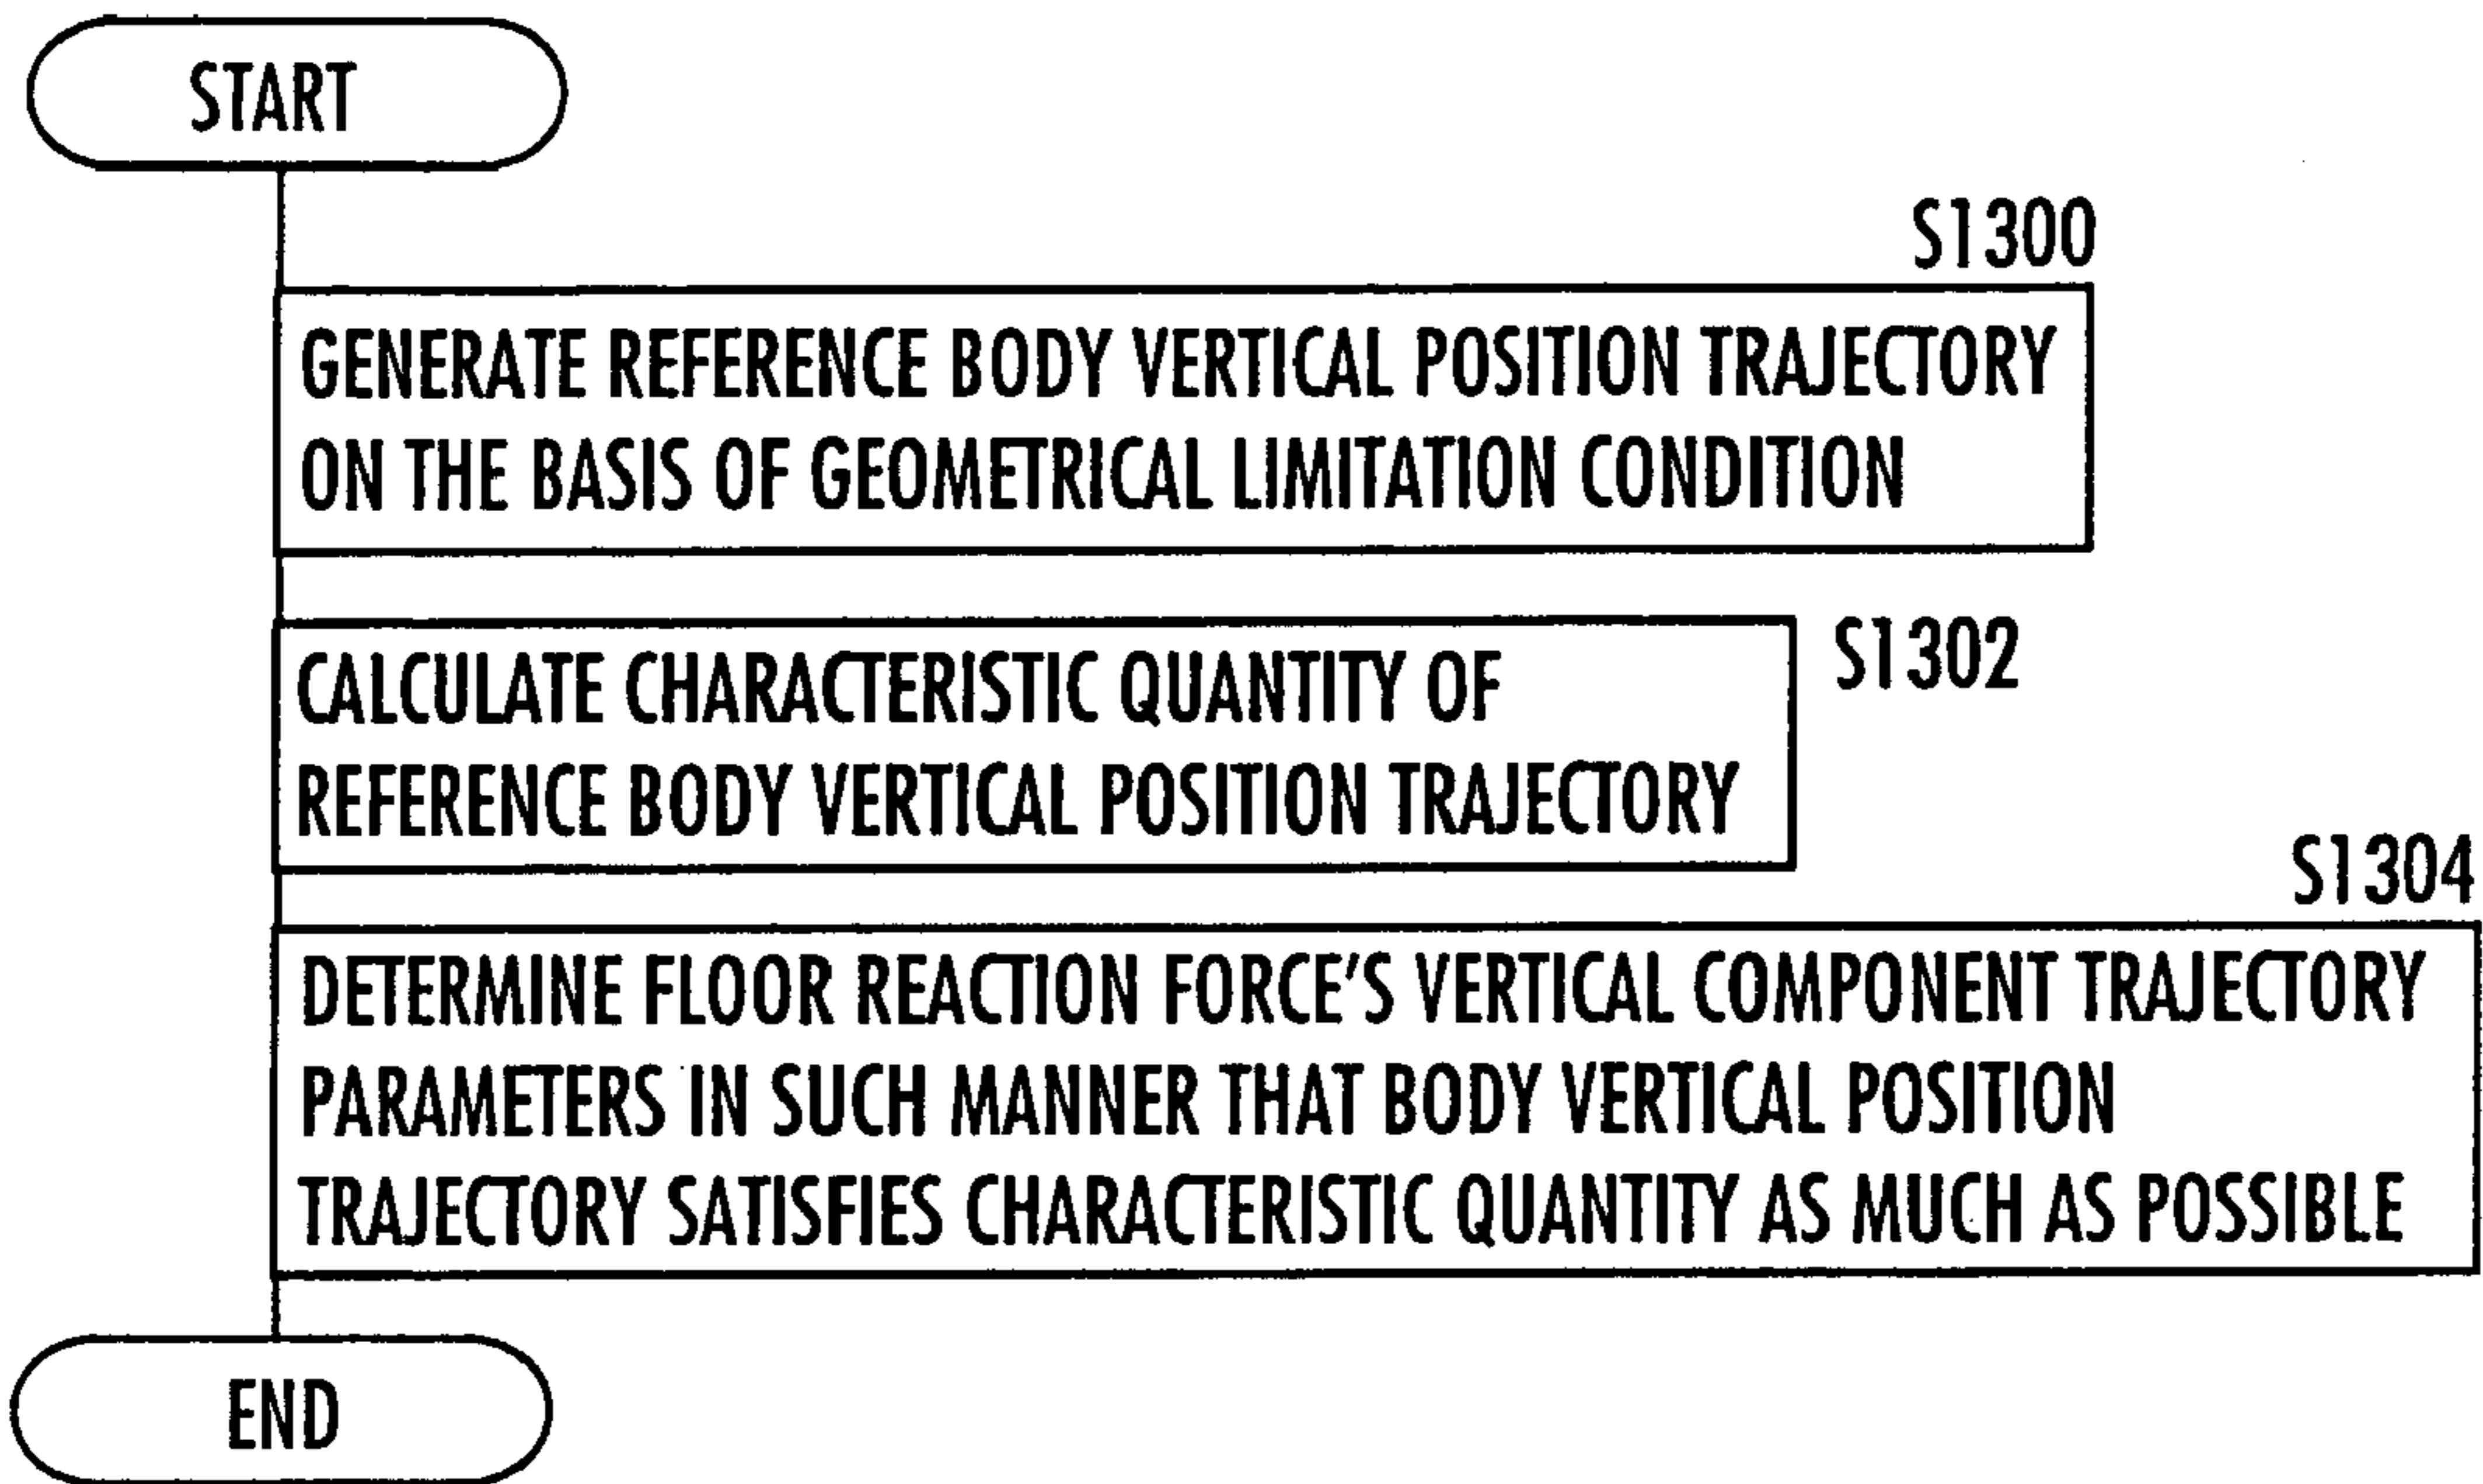 START
S1300
GENERATE REFERENCE BODY VERTICAL POSITION TRAJECTORY
ON THE BASIS OF GEOMETRICAL LIMITATION CONDITION
S1302
CALCULATE CHARACTERISTIC QUANTITY OF
REFERENCE BODY VERTICAL POSITION TRAJECTORY
S1304
DETERMINE FLOOR REACTION FORCE'S VERTICAL COMPONENT TRAJECTORY
PARAMETERS IN SUCH MANNER THAT BODY VERTICAL POSITION
TRAJECTORY SATISFIES CHARACTERISTIC QUANTITY AS MUCH AS POSSIBLE
END